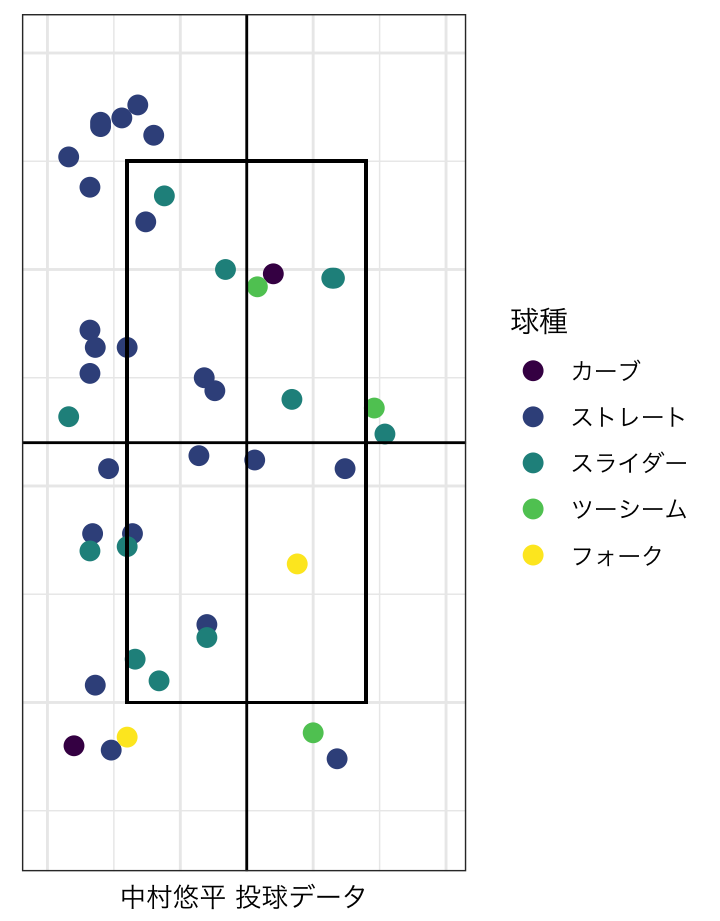 球種
カーブ
ストレート
スライダー
ツーシーム
フォーク
中村悠平 投球データ